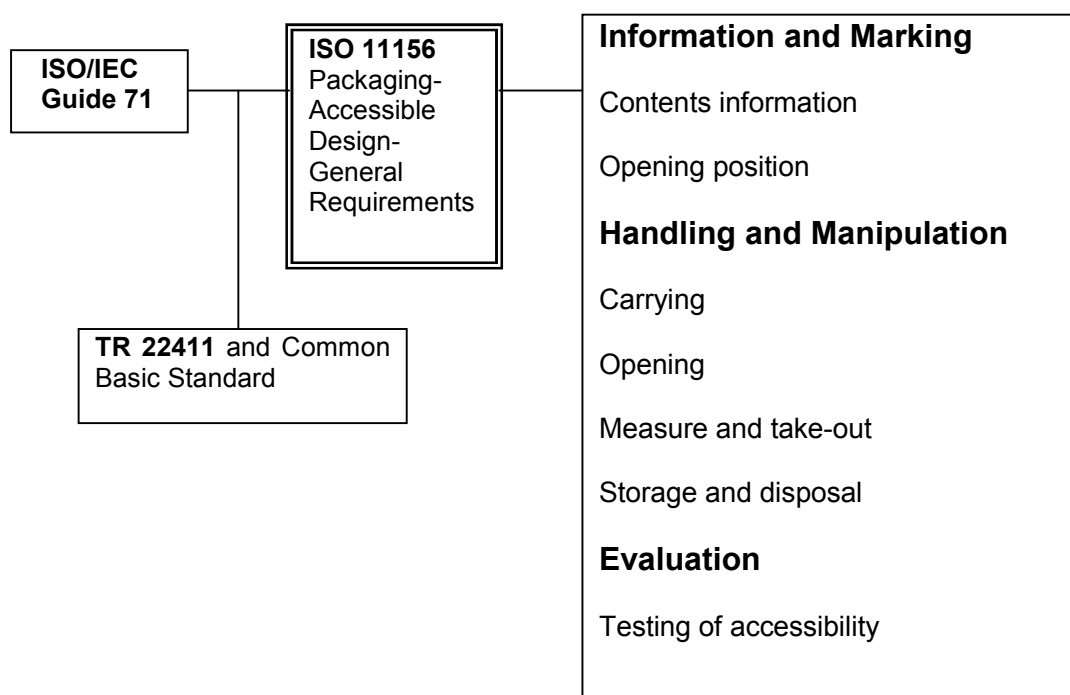 ISO/IEC
Guide 71
ISO 11156
Packaging-
Accessible
Design-
General
Requirements
TR 22411 and Common
Basic Standard
Information and Marking
Contents information
Opening position
Handling and Manipulation
Carrying
Opening
Measure and take-out
Storage and disposal
Evaluation
Testing of accessibility